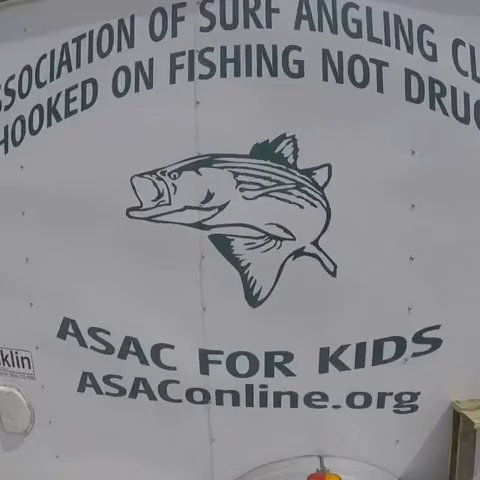 SSOCIATION OF SURF ANGLING CL
HOOKED ON FISHING NOT DRUG
ASAC FOR KIDS
ASAConline.org
klin